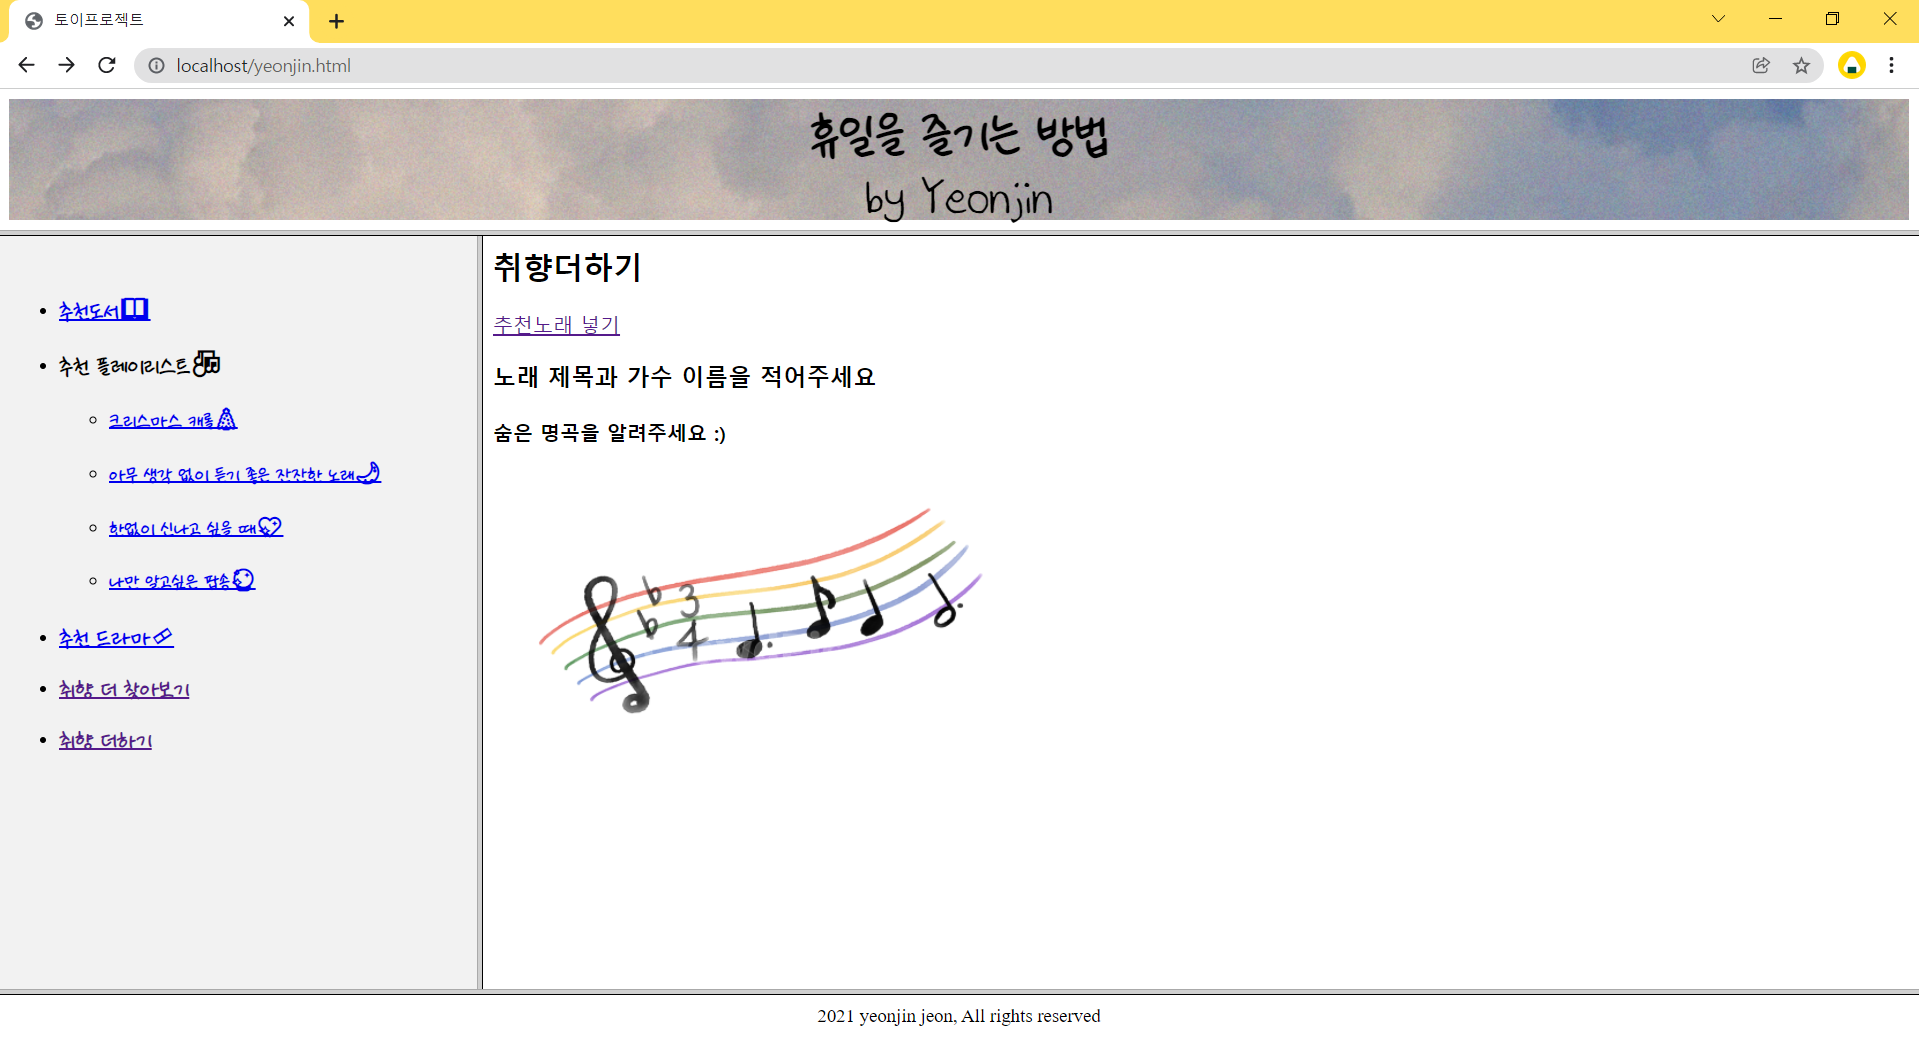 토이프로젝트
localhost/yeonjin.html
휴일을 즐기는 방법
by Yeonjin
추천도서
추천 플레이리스트
크리스마스 캐롤
아무 생각 없이 듣기 좋은 잔잔한 노래
한없이 신나고 싶을 때
나만 알고싶은 팝송
추천 드라마
취향 더 찾아보기
취향 더하기
취향더하기
추천노래 넣기
노래 제목과 가수 이름을 적어주세요
숨은 명곡을 알려주세요 :)
3
4
2021 yeonjin jeon, All rights reserved